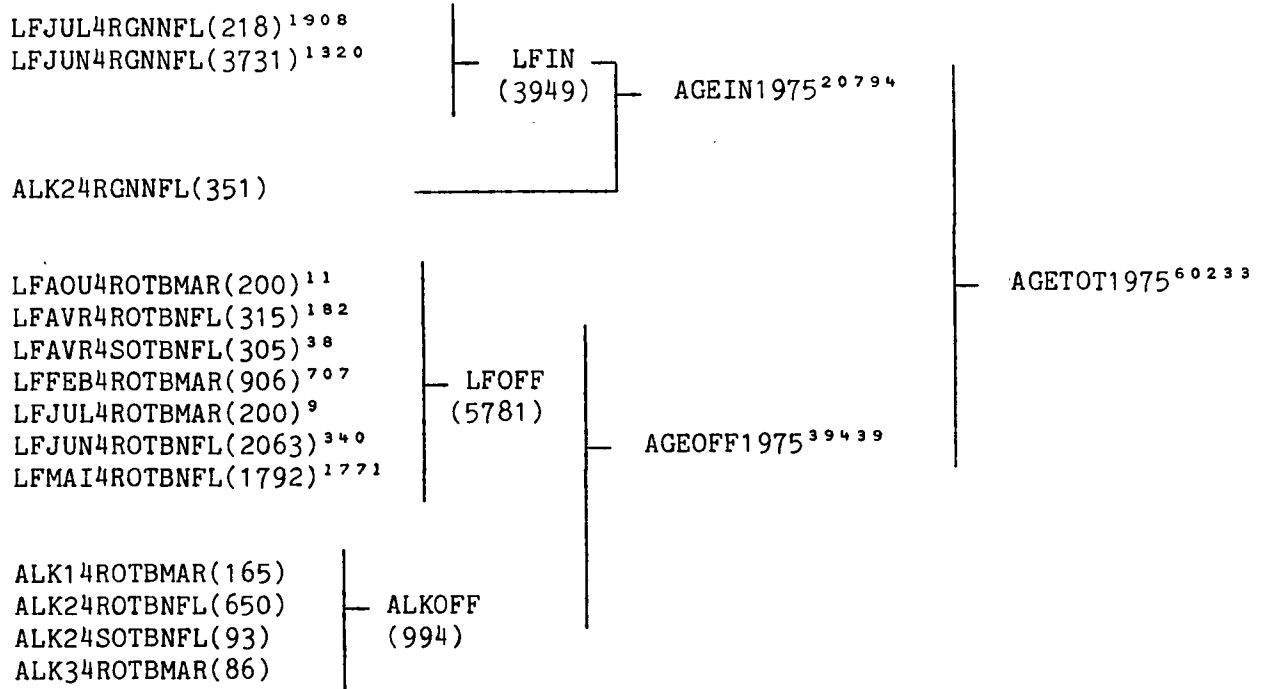 LFJUL4RGNNFL(218)¹⁹⁰⁸
LFJUN4RGNNFL(3731)¹³²⁰
LFIN
(3949)
AGEIN1975²⁰⁷⁹⁴
ALK24RGNNFL(351)
LFAOU4ROTBMAR(200)¹¹
LFAVR4ROTBNFL(315)¹⁸²
LFAVR4SOTBNFL(305)³⁸
LFFEB4ROTBMAR(906)⁷⁰⁷
LFJUL4ROTBMAR(200)⁹
LFJUN4ROTBNFL(2063)³⁴⁰
LFMAI4ROTBNFL(1792)¹⁷⁷¹
LFOFF
(5781)
AGEOFF1975³⁹⁴³⁹
AGETOT1975⁶⁰²³³
ALK14ROTBMAR(165)
ALK24ROTBNFL(650)
ALK24SOTBNFL(93)
ALK34ROTBMAR(86)
ALKOFF
(994)